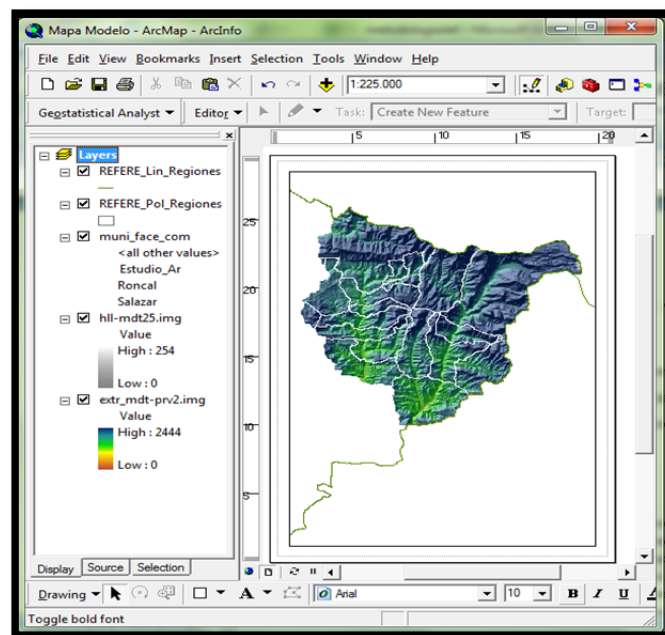 Mapa Modelo - ArcMap - ArcInfo
File Edit View Bookmarks Insert Selection Tools Window Help
1:225.000
Geostatistical Analyst Editor Task: Create New Feature Target:
Layers
REFERE_Lin_Regiones
REFERE_Pol_Regiones
muni_face_com
<all other values>
Estudio_Ar
Roncal
Salazar
hll-mdt25.img
Value
High : 254
Low : 0
extr_mdt-prv2.img
Value
High : 2444
Low : 0
5 10 15 20
25
20
15
10
5
Display Source Selection
Drawing A Arial 10 B I U A
Toggle bold font